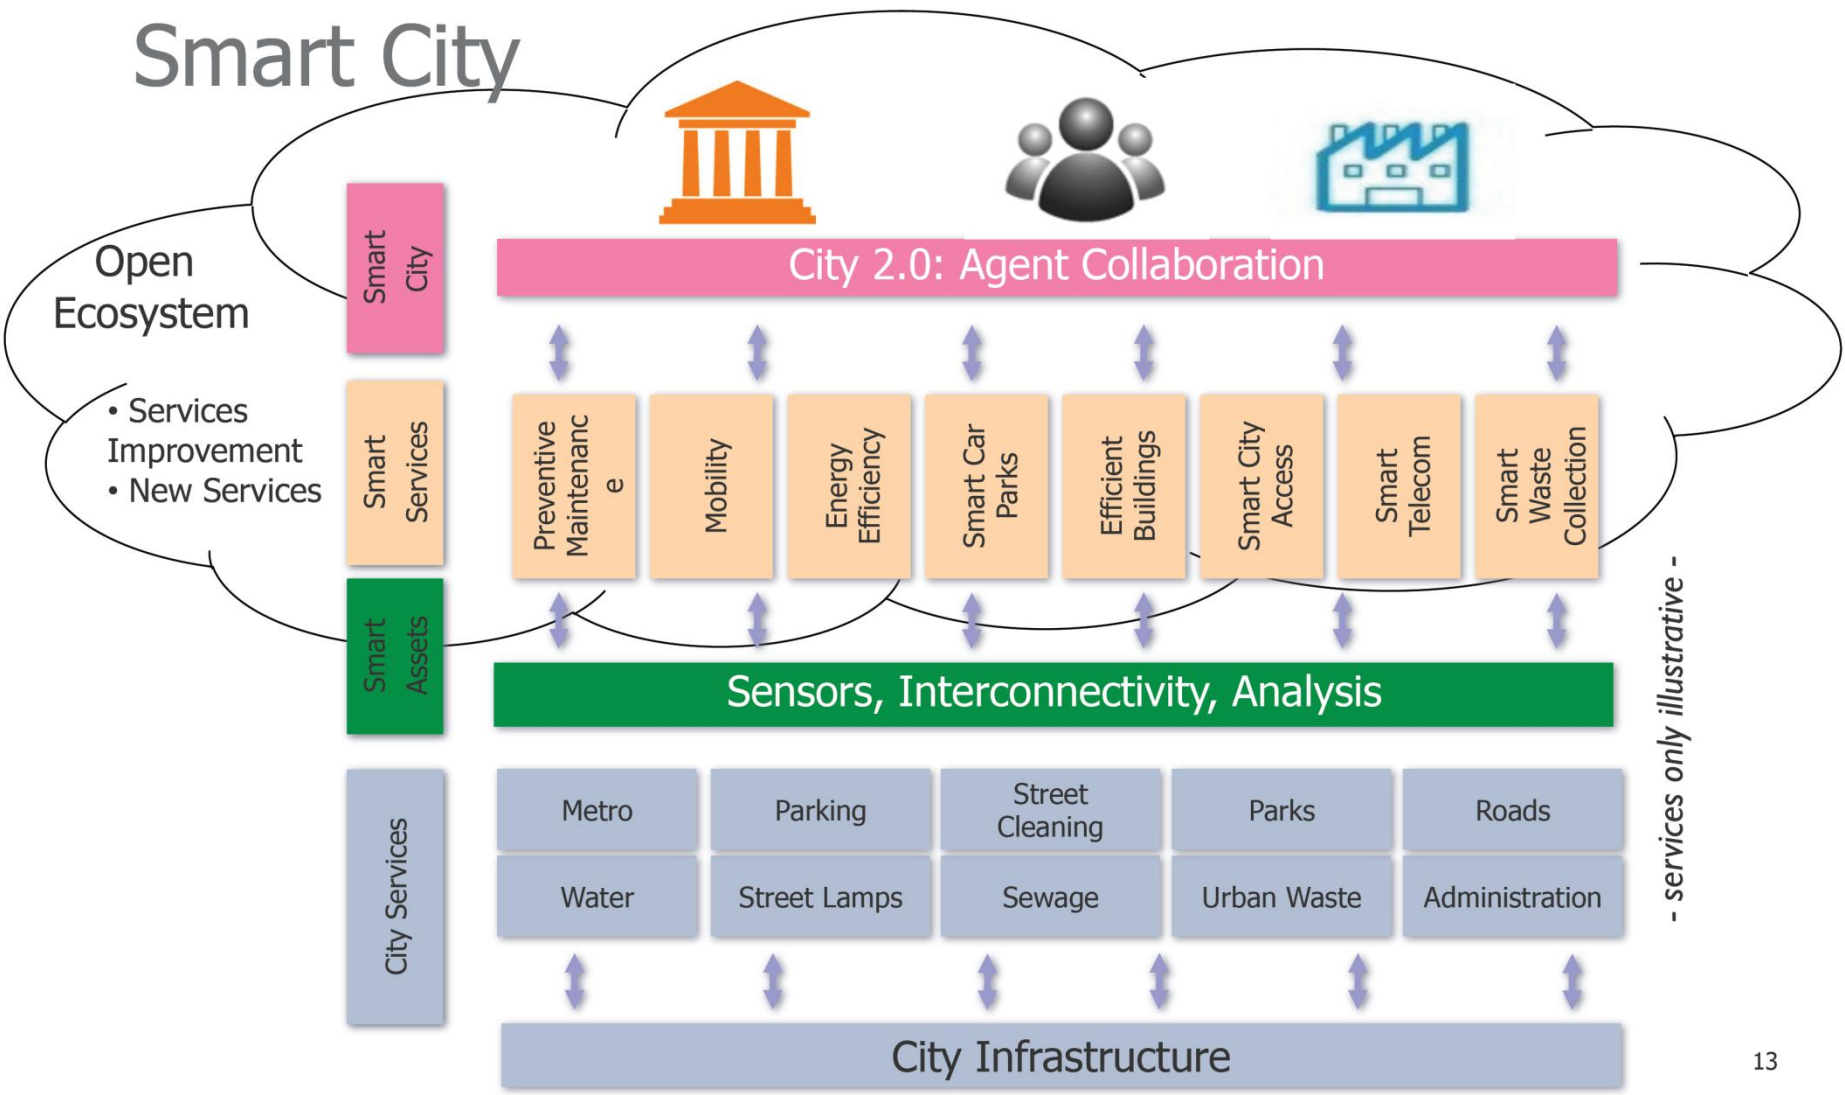 Smart City
Open
Ecosystem
• Services
Improvement
• New Services
Smart
City
City 2.0: Agent Collaboration
Smart
Services
Preventive
Maintenanc
e
Mobility
Energy
Efficiency
Smart Car
Parks
Efficient
Buildings
Smart City
Access
Smart
Telecom
Smart
Waste
Collection
Smart
Assets
Sensors, Interconnectivity, Analysis
City Services
Metro
Parking
Street
Cleaning
Parks
Roads
Water
Street Lamps
Sewage
Urban Waste
Administration
City Infrastructure
- services only illustrative -
13